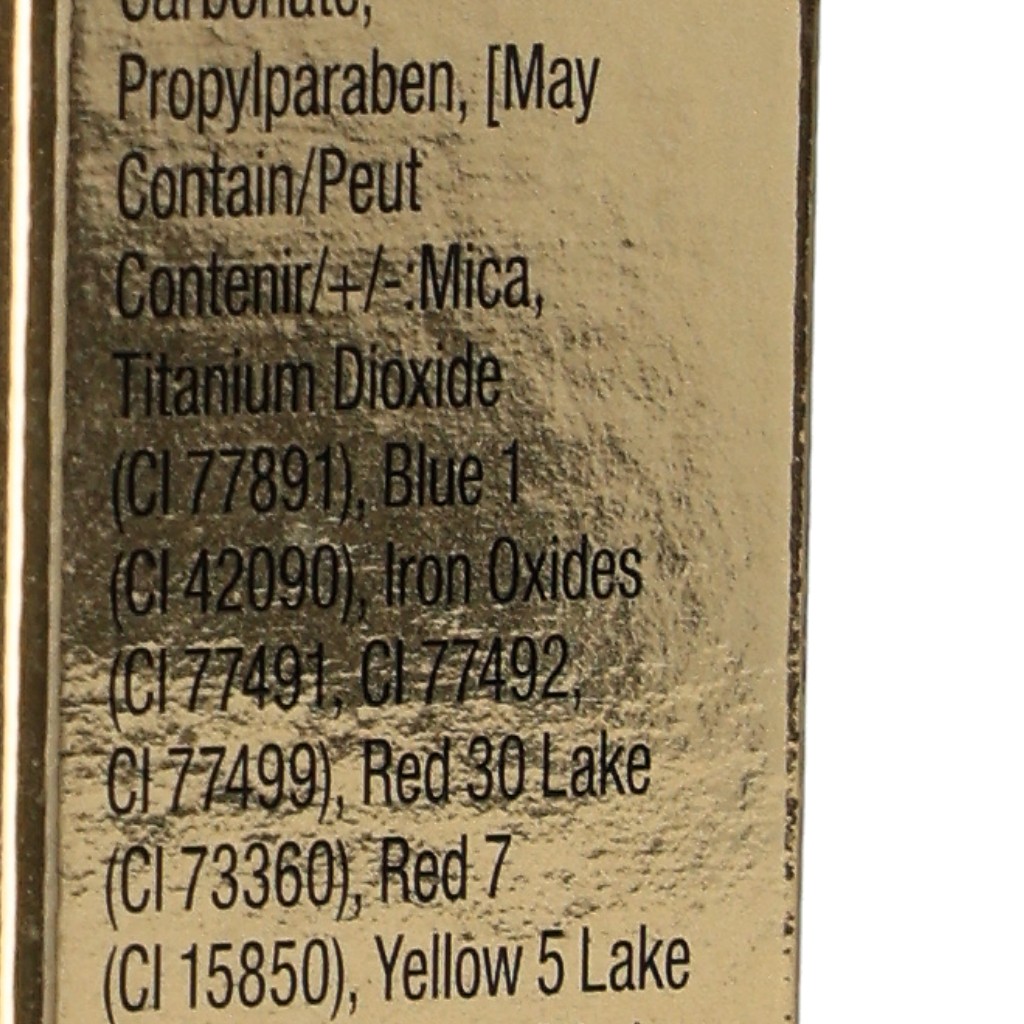 Carbonate,
Propylparaben, [May
Contain/Peut
Contenir/+/-:Mica,
Titanium Dioxide
(CI 77891), Blue 1
(CI 42090), Iron Oxides
(CI 77491, CI 77492,
CI 77499), Red 30 Lake
(CI 73360), Red 7
(CI 15850), Yellow 5 Lake